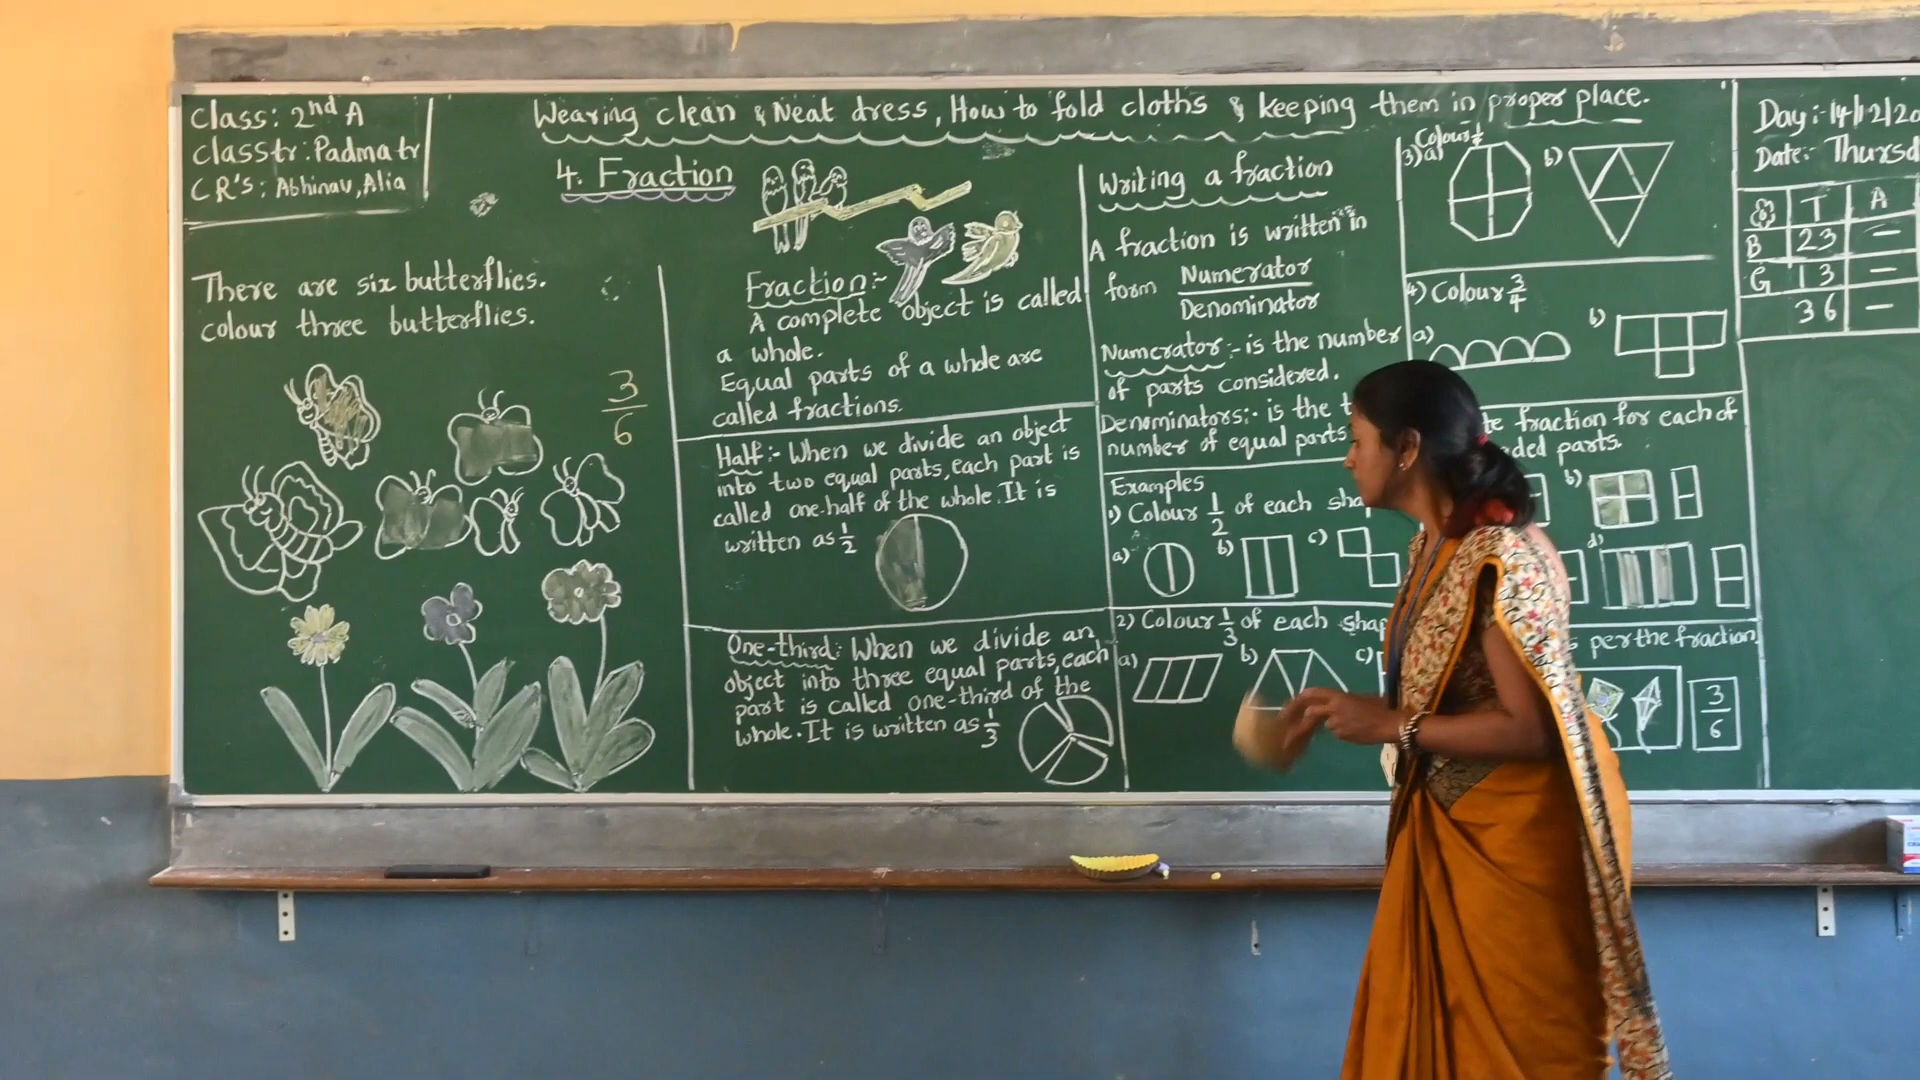 Class: 2nd A
Classtr: Padma tr
CR's: Abhinav, Alia
Wearing clean & Neat dress, How to fold cloths & keeping them in proper place.
4. Fraction
There are six butterflies.
colour three butterflies.
3/6
Fraction:-
A complete object is called
a whole.
Equal parts of a whole are
called fractions.
Half:- When we divide an object
into two equal parts, each part is
called one-half of the whole. It is
written as 1/2
One-third: When we divide an
object into three equal parts, each
part is called one-third of the
whole. It is written as 1/3
Writing a fraction
A fraction is written in
form Numerator
Denominator
Numerator:- is the number
of parts considered.
Denominators:- is the
number of equal parts
Examples
1) Colour 1/2 of each
a) b) c)
2) Colour 1/3 of each
a) b) c)
3) Colour
a) b)
4) Colour 3/4
a) b)
fraction for each of
parts.
b)
d)
per the fraction
3/6
Day:- 14/12/20
Date:-
T A
B 23 –
G 13 –
36 –